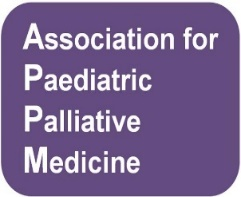 Association for
Paediatric
Palliative
Medicine